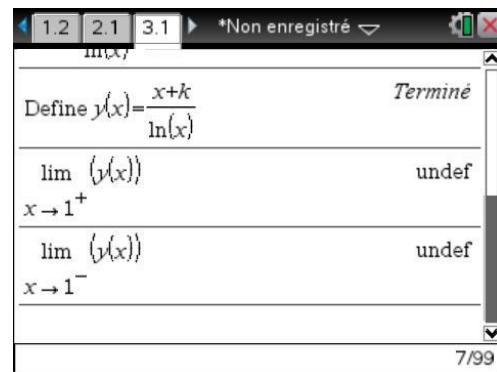 1.2 2.1 3.1 *Non enregistré
ln(x)
Define y(x)=x+k/ln(x) Terminé
lim (y(x)) undef
x→1⁺
lim (y(x)) undef
x→1⁻
7/99